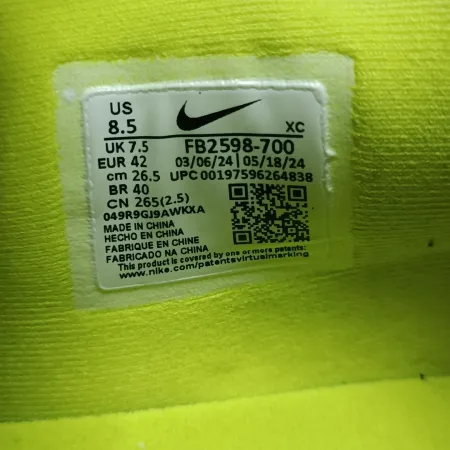 US
8.5
XC
UK 7.5
FB2598-700
EUR 42
03/06/24 | 05/18/24
cm 26.5
UPC 00197596264838
BR 40
CN 265(2.5)
049R9GJ9AWKXA
MADE IN CHINA
HECHO EN CHINA
FABRIQUE EN CHINE
FABRICADO NA CHINA
This product is covered by one or more patents:
www.nike.com/patentsvirtualmarking